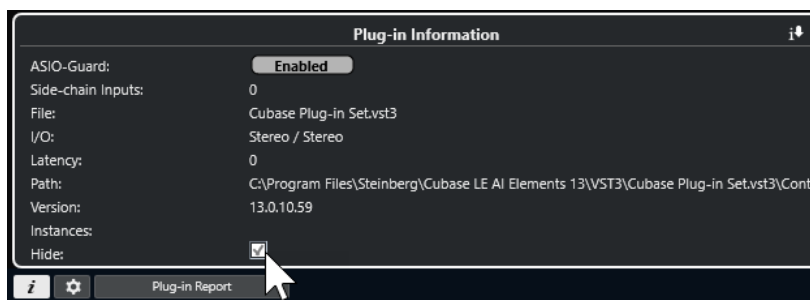 Plug-in Information
ASIO-Guard: Enabled
Side-chain Inputs: 0
File: Cubase Plug-in Set.vst3
I/O: Stereo / Stereo
Latency: 0
Path: C:\Program Files\Steinberg\Cubase LE AI Elements 13\VST3\Cubase Plug-in Set.vst3\Cont
Version: 13.0.10.59
Instances:
Hide:
i Plug-in Report